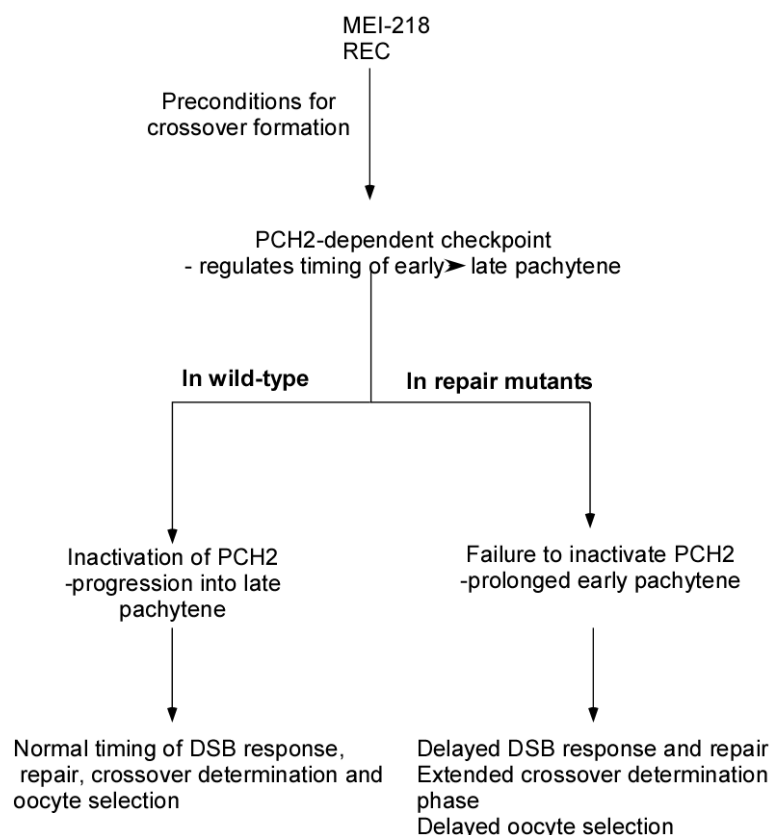 MEI-218
REC
Preconditions for
crossover formation
PCH2-dependent checkpoint
- regulates timing of early➤ late pachytene
In wild-type
In repair mutants
Inactivation of PCH2
-progression into late
pachytene
Failure to inactivate PCH2
-prolonged early pachytene
Normal timing of DSB response,
repair, crossover determination and
oocyte selection
Delayed DSB response and repair
Extended crossover determination
phase
Delayed oocyte selection